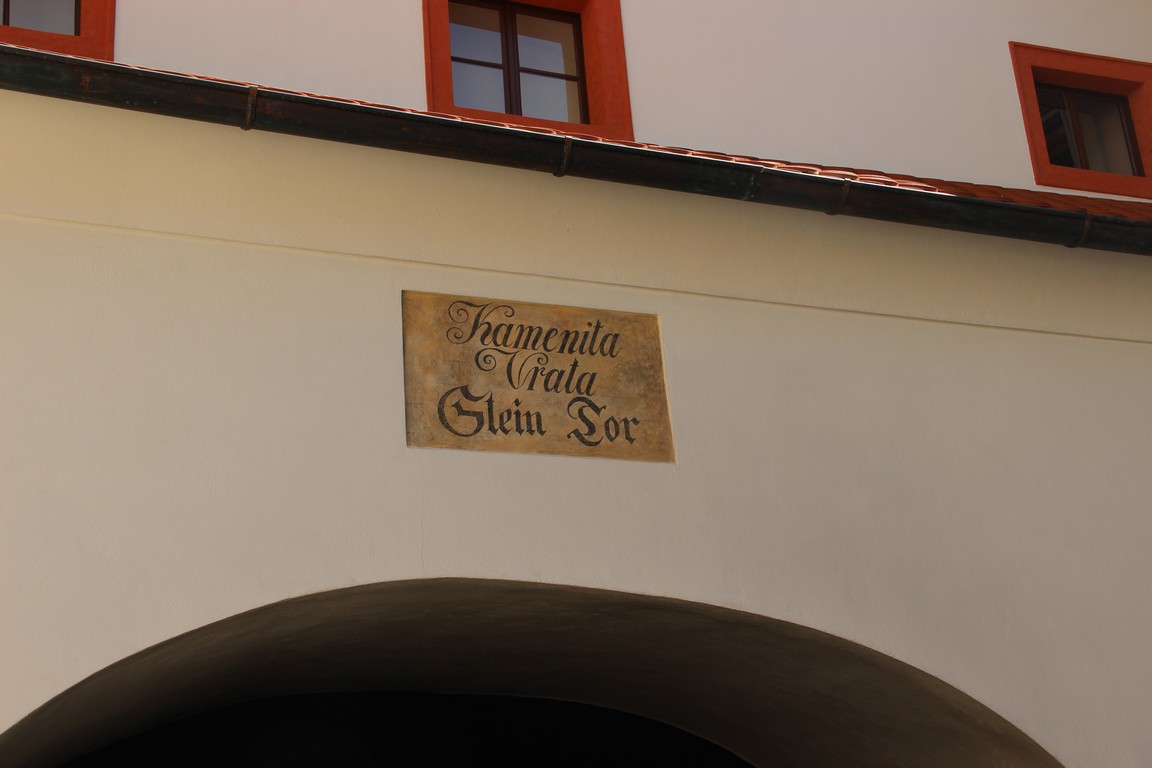 Kamenita
Vrata
Stein Tor